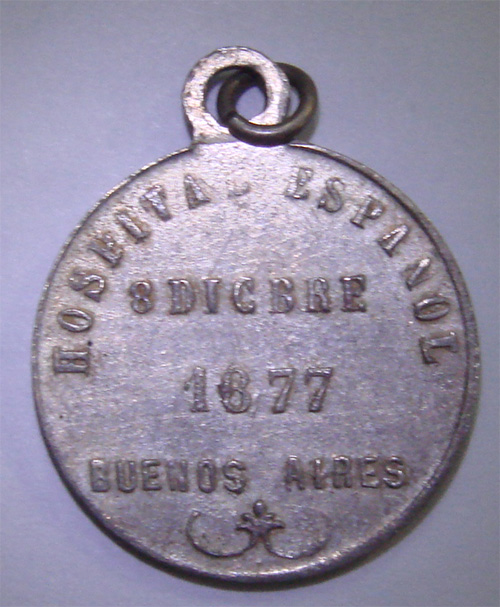 HOSPITAL ESPAÑOL
8 DICBRE
1877
BUENOS AIRES